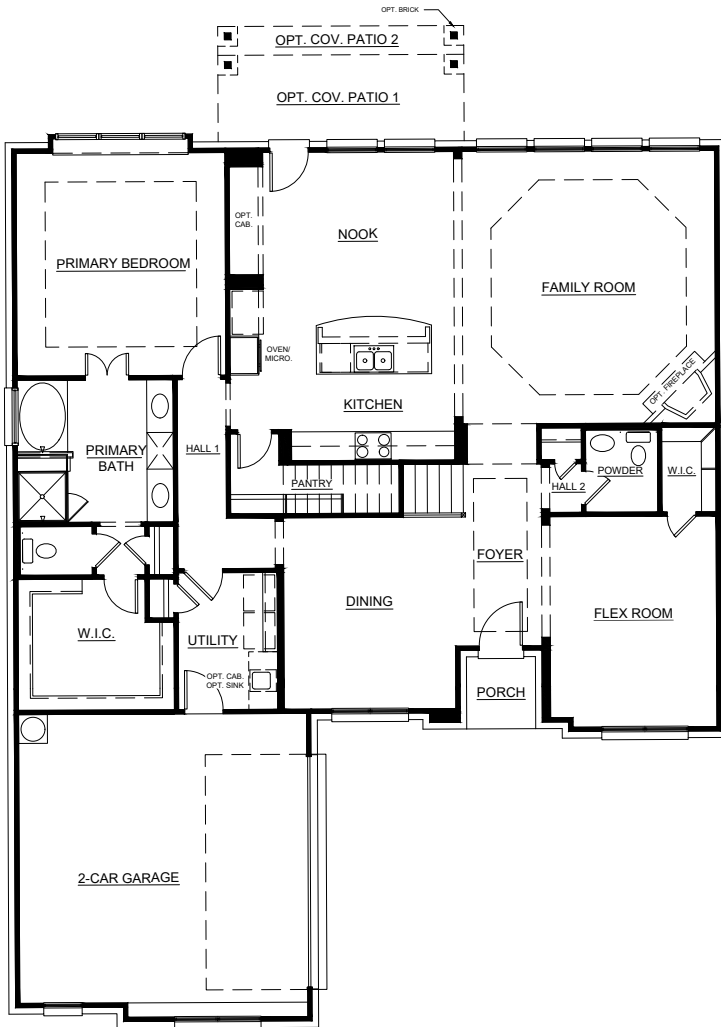 OPT. BRICK
OPT. COV. PATIO 2
OPT. COV. PATIO 1
OPT.
CAB.
NOOK
PRIMARY BEDROOM
FAMILY ROOM
OVEN/
MICRO.
OPT. FIREPLACE
KITCHEN
PRIMARY
BATH
HALL 1
POWDER
W.I.C.
PANTRY
HALL 2
FOYER
DINING
FLEX ROOM
W.I.C.
UTILITY
OPT. CAB.
OPT. SINK
PORCH
2-CAR GARAGE